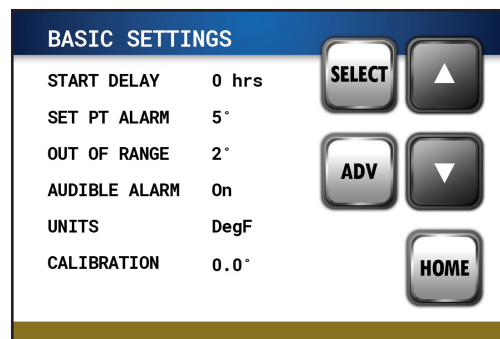 BASIC SETTINGS
START DELAY 0 hrs
SET PT ALARM 5°
OUT OF RANGE 2°
AUDIBLE ALARM On
UNITS DegF
CALIBRATION 0.0°
SELECT
ADV
HOME